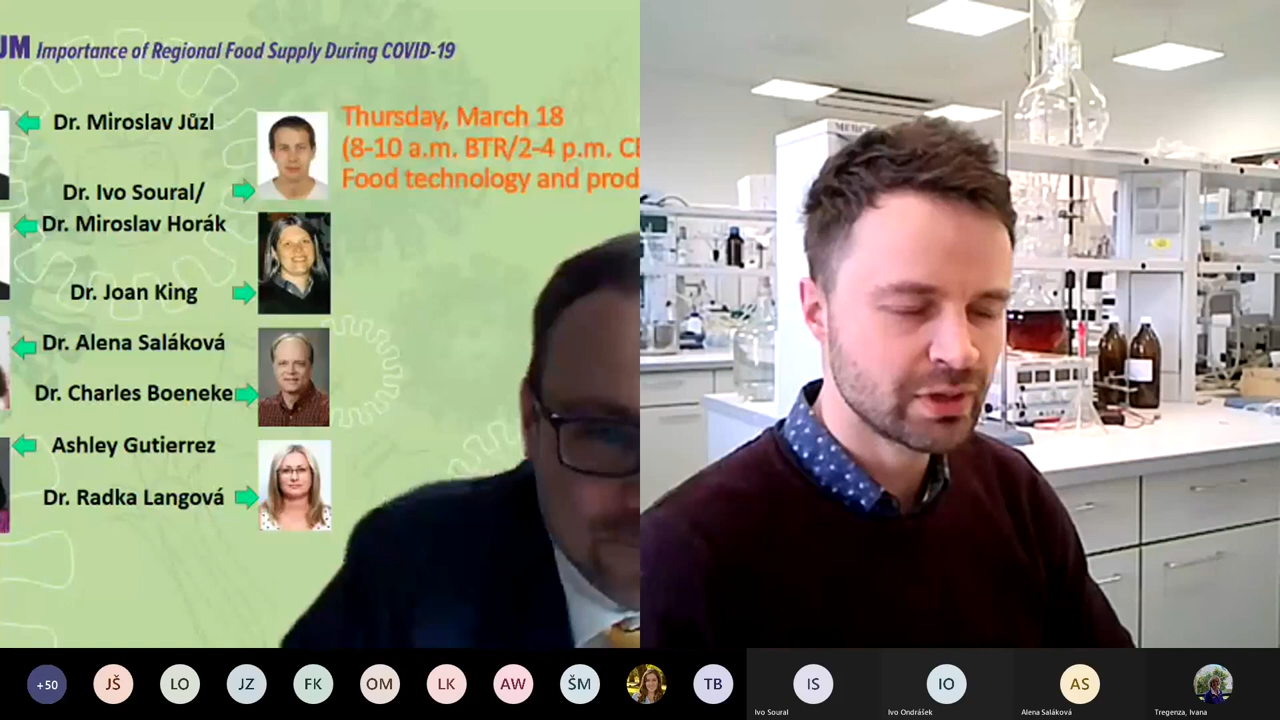 UM Importance of Regional Food Supply During COVID-19
Dr. Miroslav Jůzl
Dr. Ivo Soural/
Dr. Miroslav Horák
Dr. Joan King
Dr. Alena Saláková
Dr. Charles Boeneke
Ashley Gutierrez
Dr. Radka Langová
Thursday, March 18
(8-10 a.m. BTR/2-4 p.m. CE
Food technology and prod
+50
JŠ
LO
JZ
FK
OM
LK
AW
ŠM
TB
IS
IO
AS
Ivo Soural
Ivo Ondrášek
Alena Saláková
Tregenza, Ivana